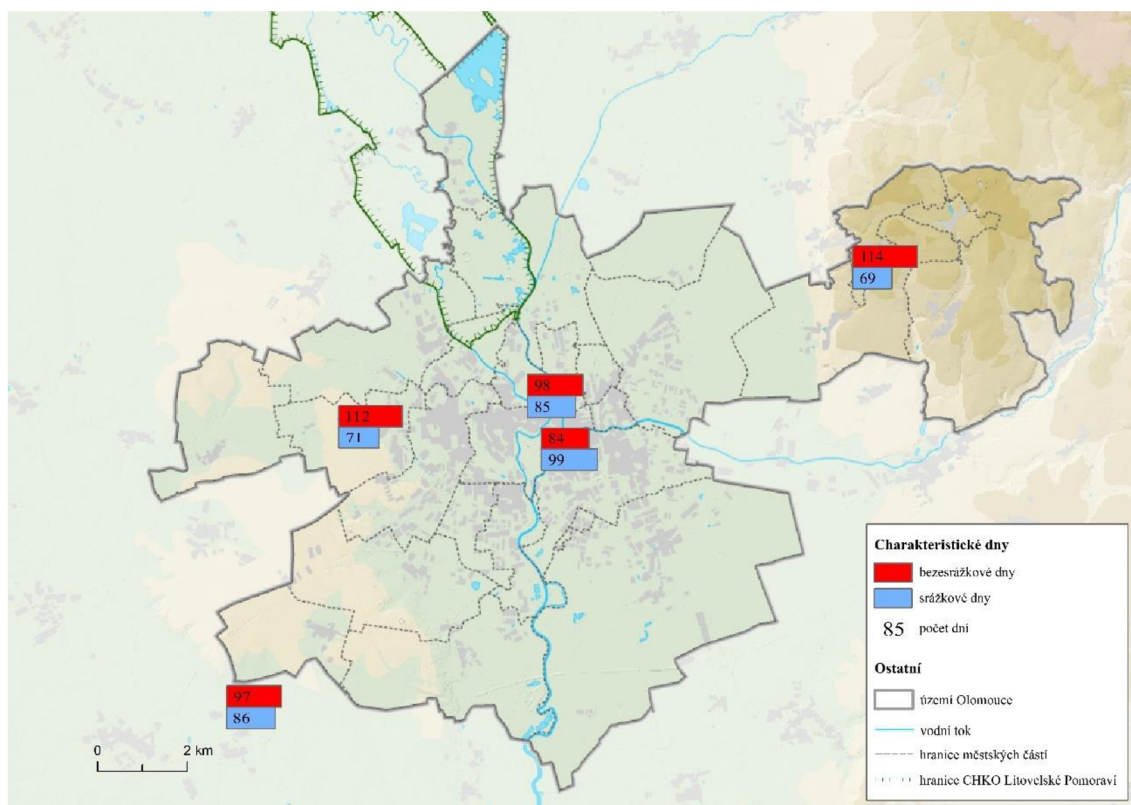 114
69
98
85
112
71
84
99
97
86
0 2 km
Charakteristické dny
bezesrážkové dny
srážkové dny
85 počet dní
Ostatní
území Olomouce
vodní tok
hranice městských částí
hranice CHKO Litovelské Pomoraví